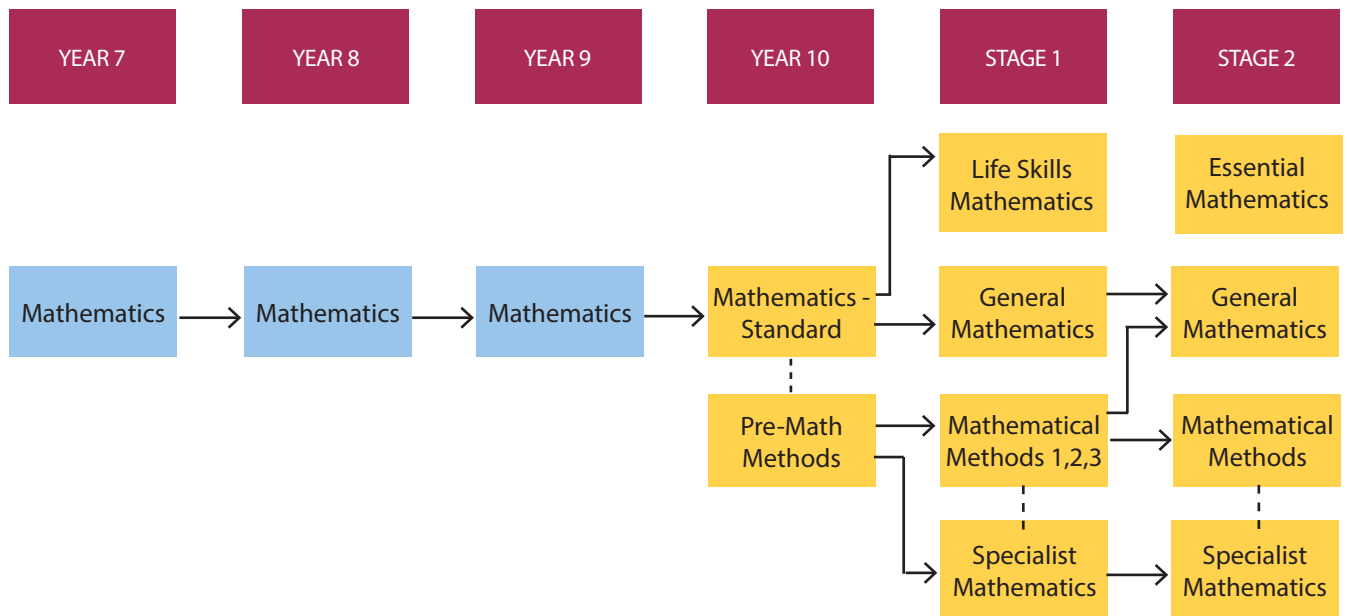 YEAR 7
YEAR 8
YEAR 9
YEAR 10
STAGE 1
STAGE 2
Life Skills
Mathematics
Essential
Mathematics
Mathematics
Mathematics
Mathematics
Mathematics -
Standard
General
Mathematics
General
Mathematics
Pre-Math
Methods
Mathematical
Methods 1,2,3
Mathematical
Methods
Specialist
Mathematics
Specialist
Mathematics